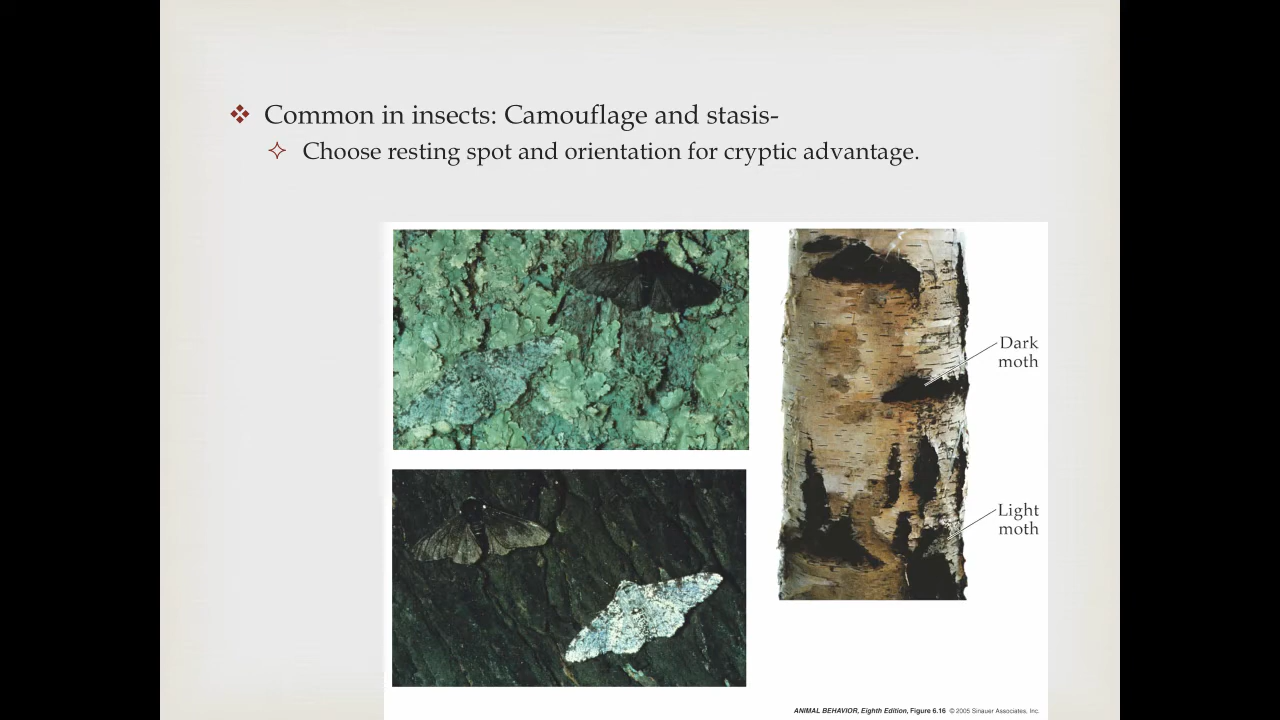 Common in insects: Camouflage and stasis-
Choose resting spot and orientation for cryptic advantage.
Dark
moth
Light
moth
ANIMAL BEHAVIOR, Eighth Edition, Figure 6.16 © 2005 Sinauer Associates, Inc.